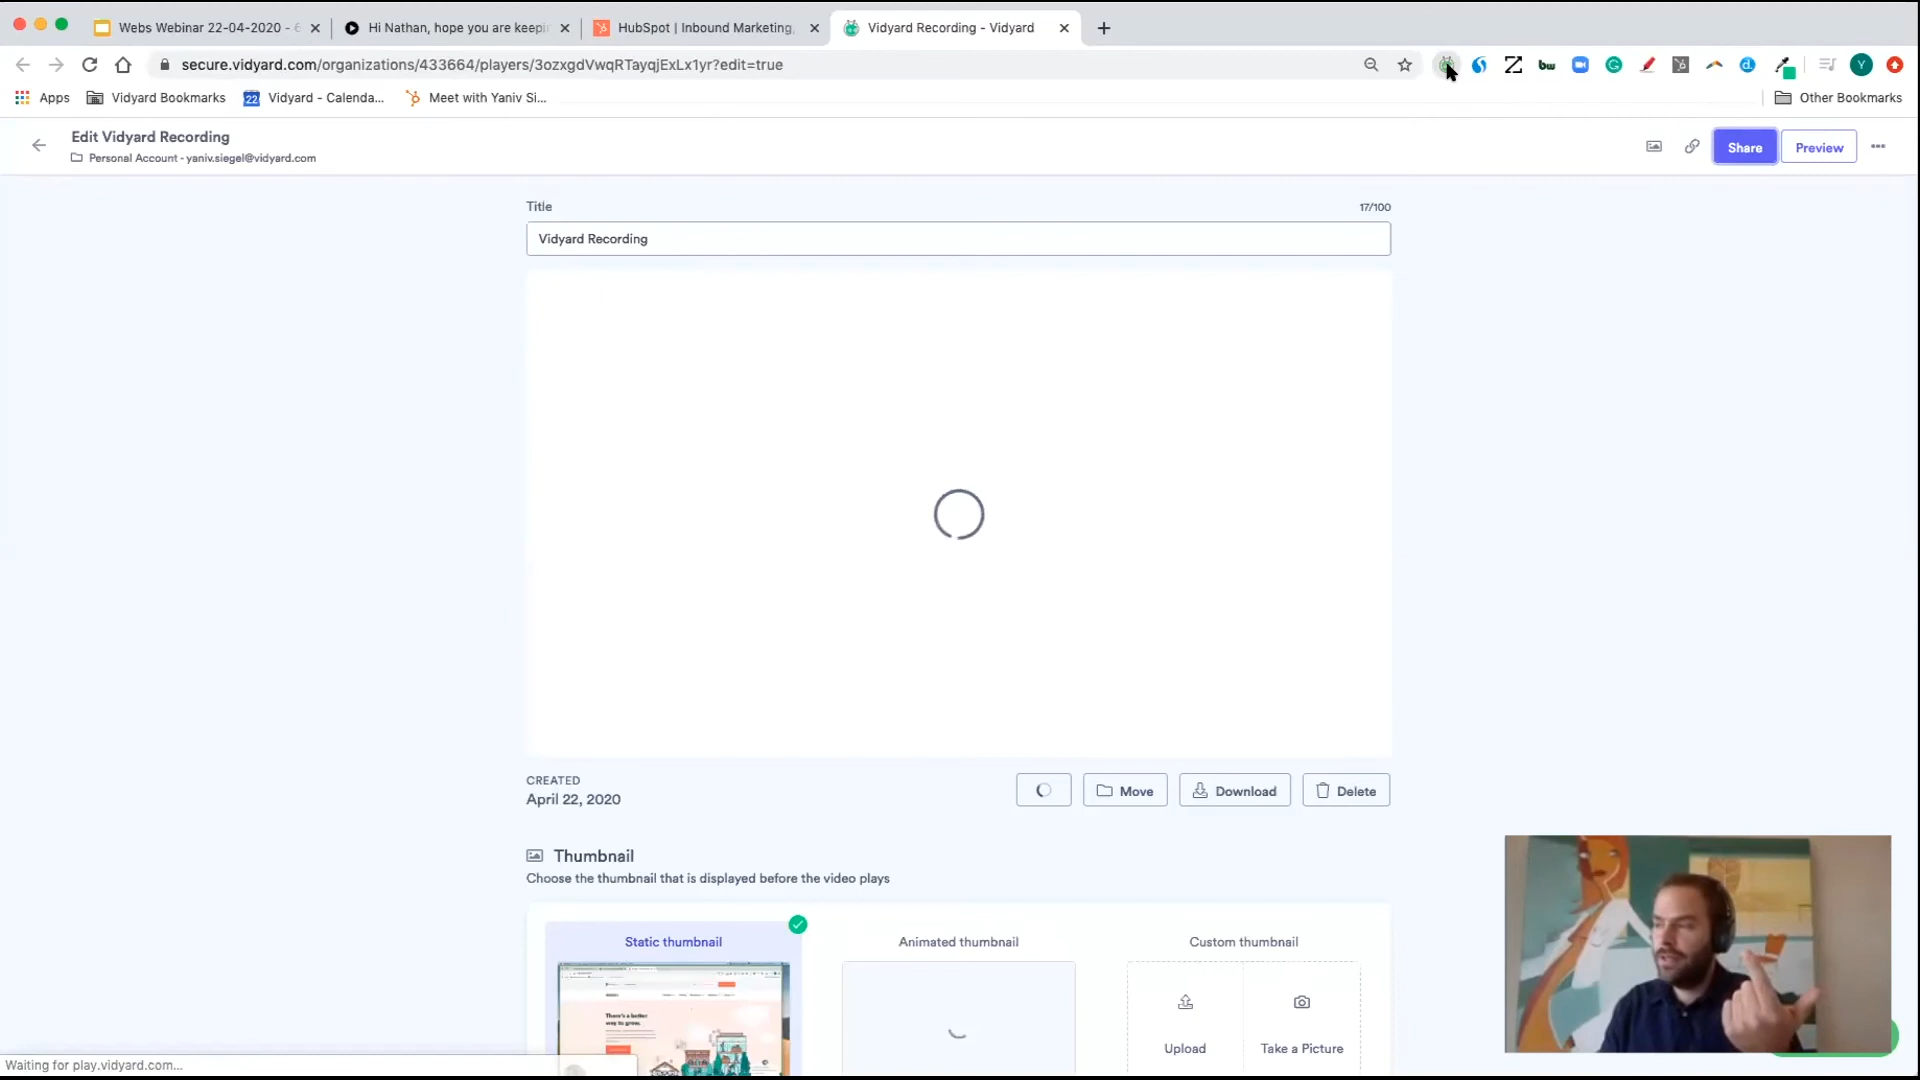 Webs Webinar 22-04-2020 -
Hi Nathan, hope you are keepi
HubSpot | Inbound Marketing,
Vidyard Recording - Vidyard
secure.vidyard.com/organizations/433664/players/3ozxgdVwqRTayqjExLx1yr?edit=true
Apps
Vidyard Bookmarks
22
Vidyard - Calenda...
Meet with Yaniv Si...
Other Bookmarks
bw
Y
Edit Vidyard Recording
Personal Account - yaniv.siegel@vidyard.com
Share
Preview
Title
17/100
Vidyard Recording
CREATED
April 22, 2020
Move
Download
Delete
Thumbnail
Choose the thumbnail that is displayed before the video plays
Static thumbnail
Animated thumbnail
Custom thumbnail
There's a better
way to grow.
Upload
Take a Picture
Waiting for play.vidyard.com...